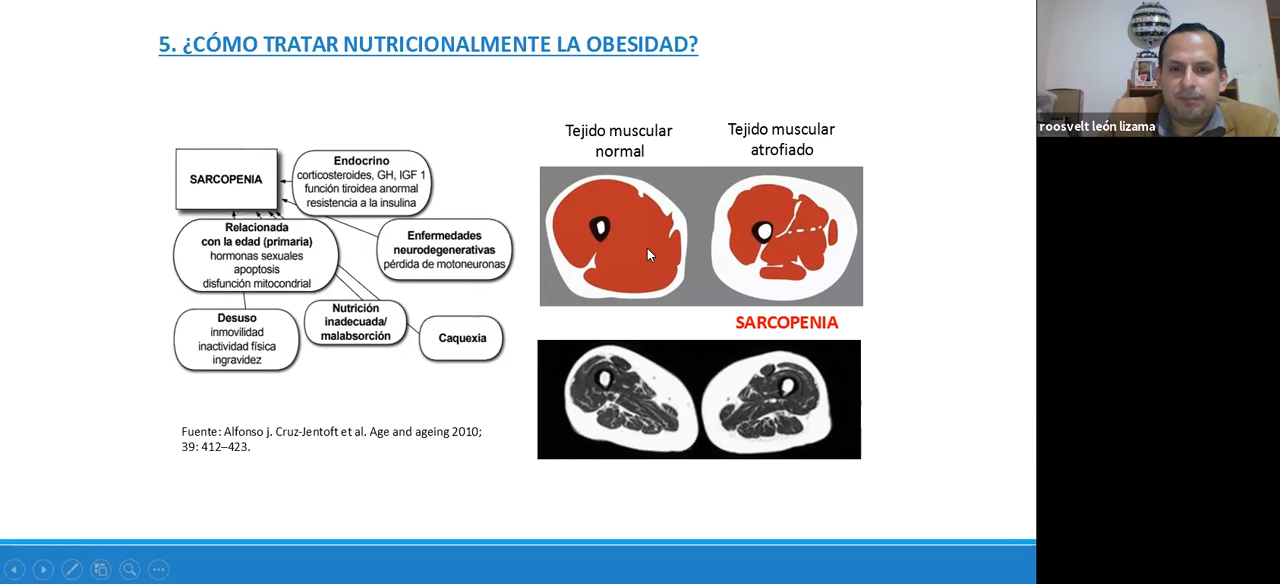 5. ¿CÓMO TRATAR NUTRICIONALMENTE LA OBESIDAD?
SARCOPENIA
Endocrino
corticosteroides, GH, IGF 1
función tiroidea anormal
resistencia a la insulina
Relacionada
con la edad (primaria)
hormonas sexuales
apoptosis
disfunción mitocondrial
Enfermedades
neurodegenerativas
pérdida de motoneuronas
Desuso
inmovilidad
inactividad física
ingravidez
Nutrición
inadecuada/
malabsorción
Caquexia
Fuente: Alfonso j. Cruz-Jentoft et al. Age and ageing 2010;
39: 412–423.
Tejido muscular
normal
Tejido muscular
atrofiado
SARCOPENIA
roosvelt león lizama